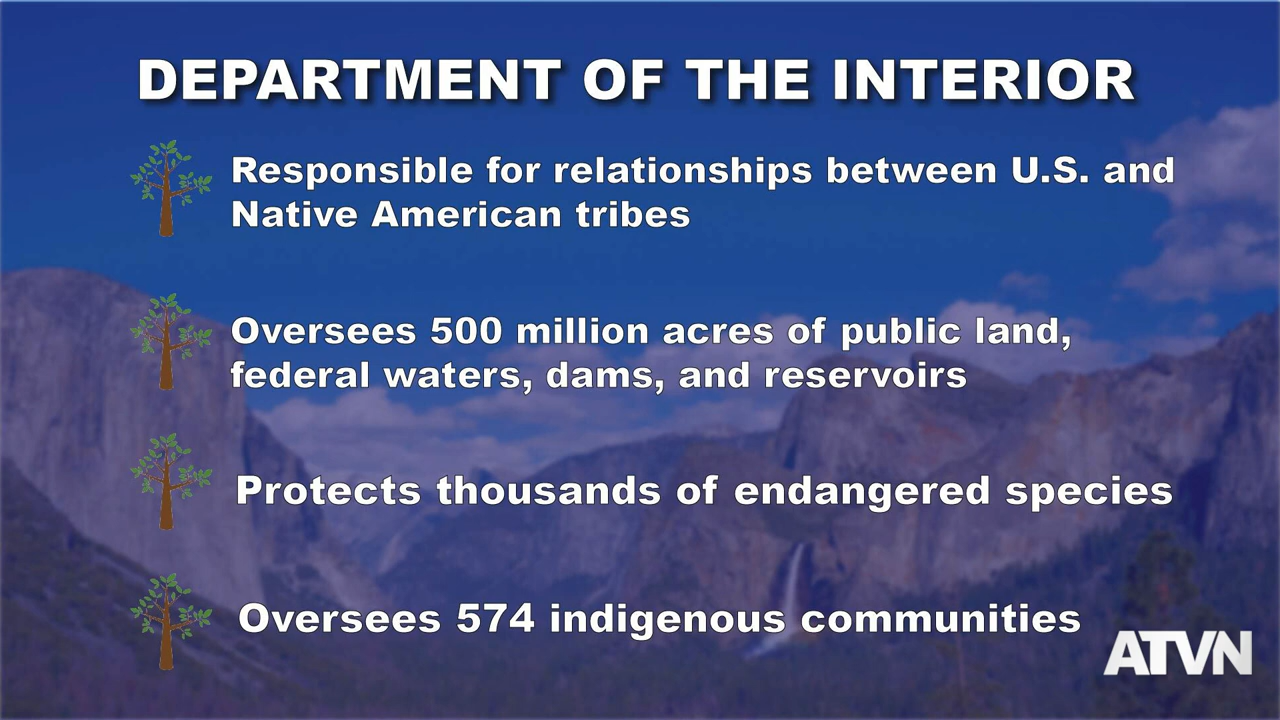 DEPARTMENT OF THE INTERIOR
Responsible for relationships between U.S. and
Native American tribes
Oversees 500 million acres of public land,
federal waters, dams, and reservoirs
Protects thousands of endangered species
Oversees 574 indigenous communities
ATVN